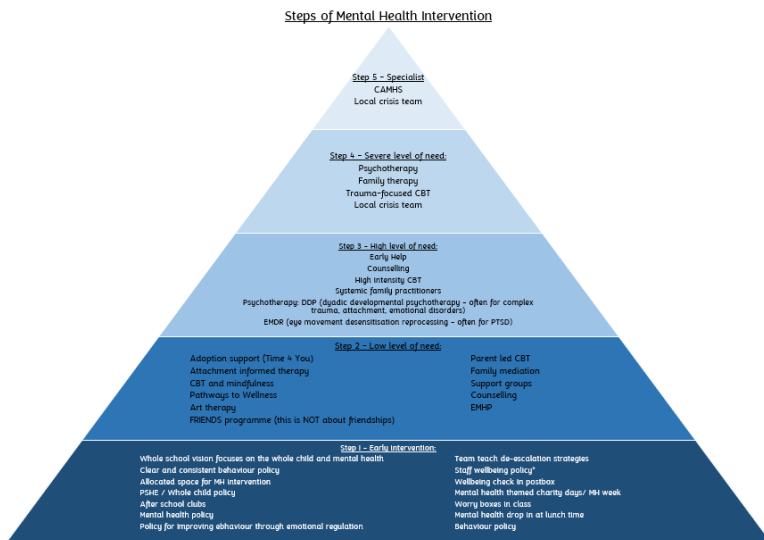 Steps of Mental Health Intervention
Step 5 – Specialist
CAMHS
Local crisis team
Step 4 – Severe level of need:
Psychotherapy
Family therapy
Trauma-focused CBT
Local crisis team
Step 3 – High level of need:
Early Help
Counselling
High intensity CBT
Systemic family practitioners
Psychotherapy: DDP (dyadic developmental psychotherapy – often for complex
trauma, attachment, emotional disorders)
EMDR (eye movement desensitisation reprocessing – often for PTSD)
Step 2 – Low level of need:
Adoption support (Time 4 You)
Attachment informed therapy
CBT and mindfulness
Pathways to Wellness
Art therapy
FRIENDS programme (this is NOT about friendships)
Parent led CBT
Family mediation
Support groups
Counselling
EMHP
Step 1 – Early intervention:
Whole school vision focuses on the whole child and mental health
Clear and consistent behaviour policy
Allocated space for MH intervention
PSHE / Whole child policy
After school clubs
Mental health policy
Policy for improving ebhaviour through emotional regulation
Team teach de-escalation strategies
Staff wellbeing policy*
Wellbeing check in postbox
Mental health themed charity days/ MH week
Worry boxes in class
Mental health drop in at lunch time
Behaviour policy